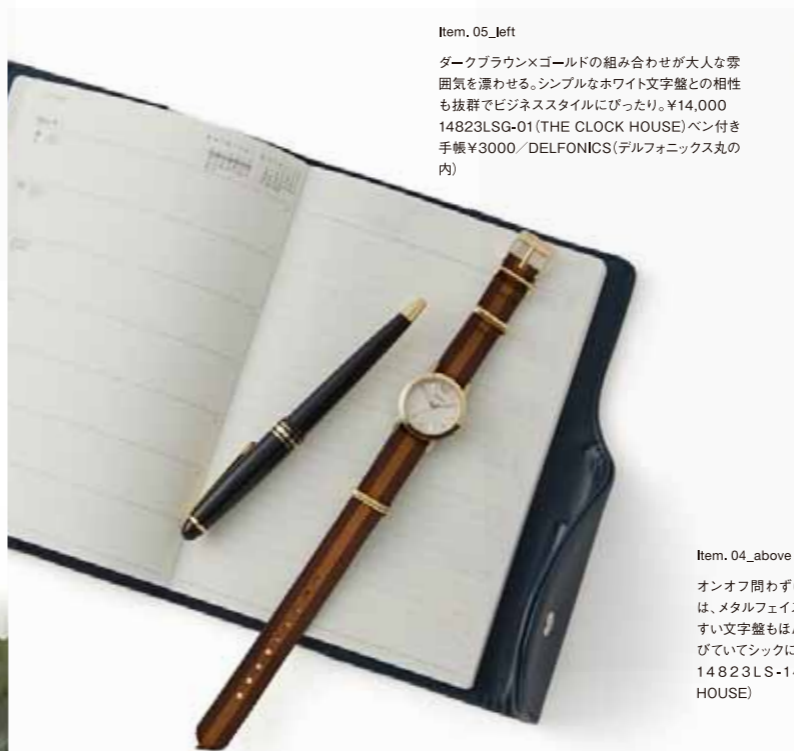 Item. 05_left
ダークブラウン×ゴールドの組み合わせが大人な雰
囲気を漂わせる。シンプルなホワイト文字盤との相性
も抜群でビジネススタイルにぴったり。¥14,000
14823LSG-01(THE CLOCK HOUSE)ペン付き
手帳¥3000／DELFONICS(デルフォニックス丸の
内)
Item. 04_above
オンオフ問わず
は、メタルフェイ
すい文字盤もほ
びていてシックに
14823LS-1
HOUSE)